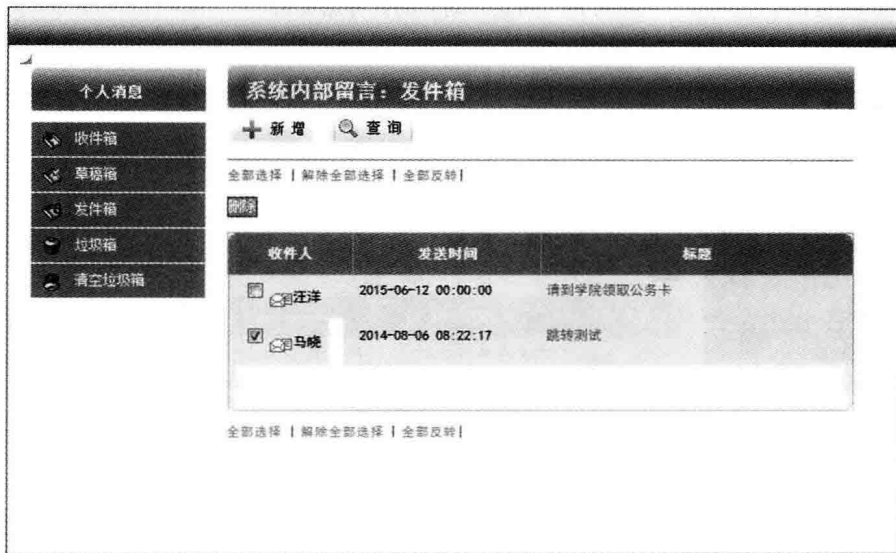 个人消息
收件箱
草稿箱
发件箱
垃圾箱
清空垃圾箱
系统内部留言：发件箱
新增 查询
全部选择 | 解除全部选择 | 全部反转|
删除
收件人 发送时间 标题
汪洋 2015-06-12 00:00:00 请到学院领取公务卡
马晓 2014-08-06 08:22:17 跳转测试
全部选择 | 解除全部选择 | 全部反转|